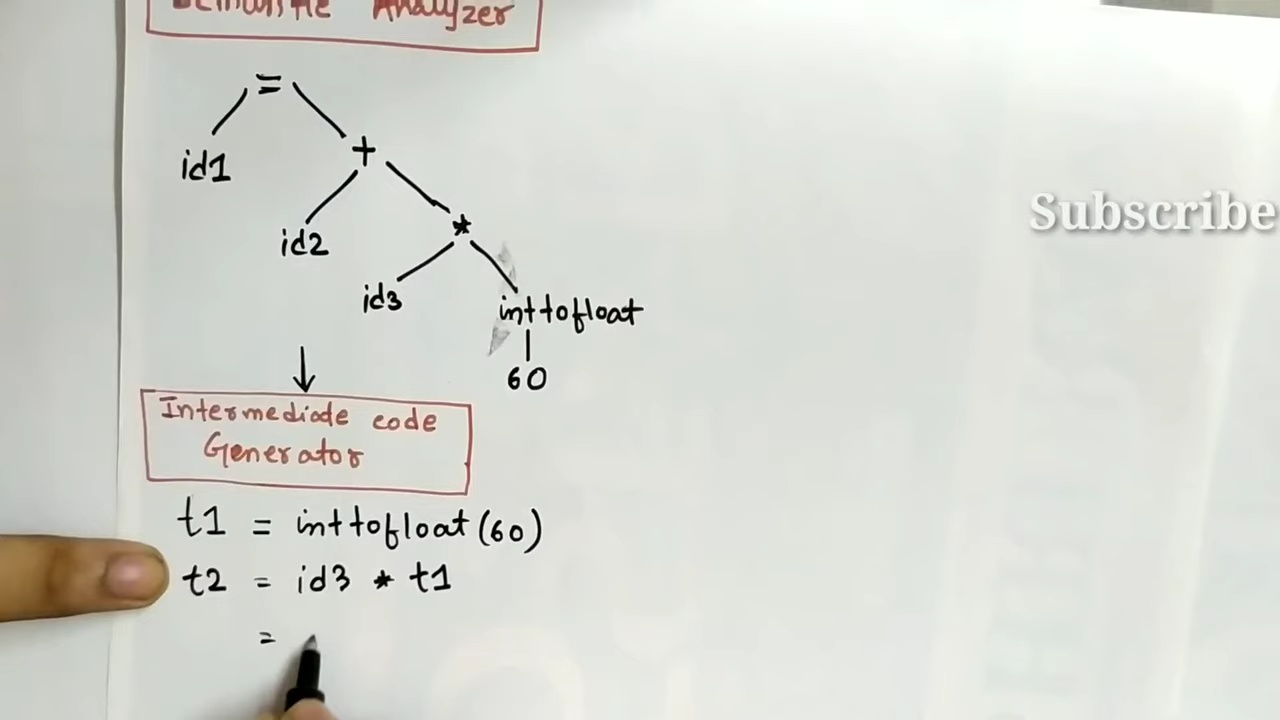 Analyzer
=
id1
+
Subscribe
id2
*
id3
inttofloat
60
Intermediate code
Generator
t1 = inttofloat(60)
t2 = id3 * t1
=